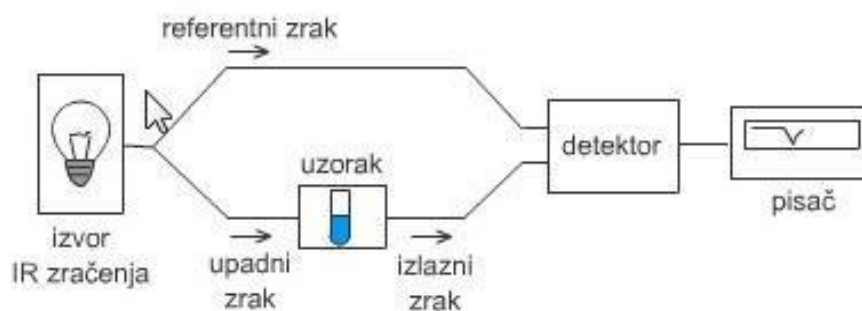 referentni zrak
izvor
IR zračenja
uzorak
upadni
zrak
izlazni
zrak
detektor
pisač